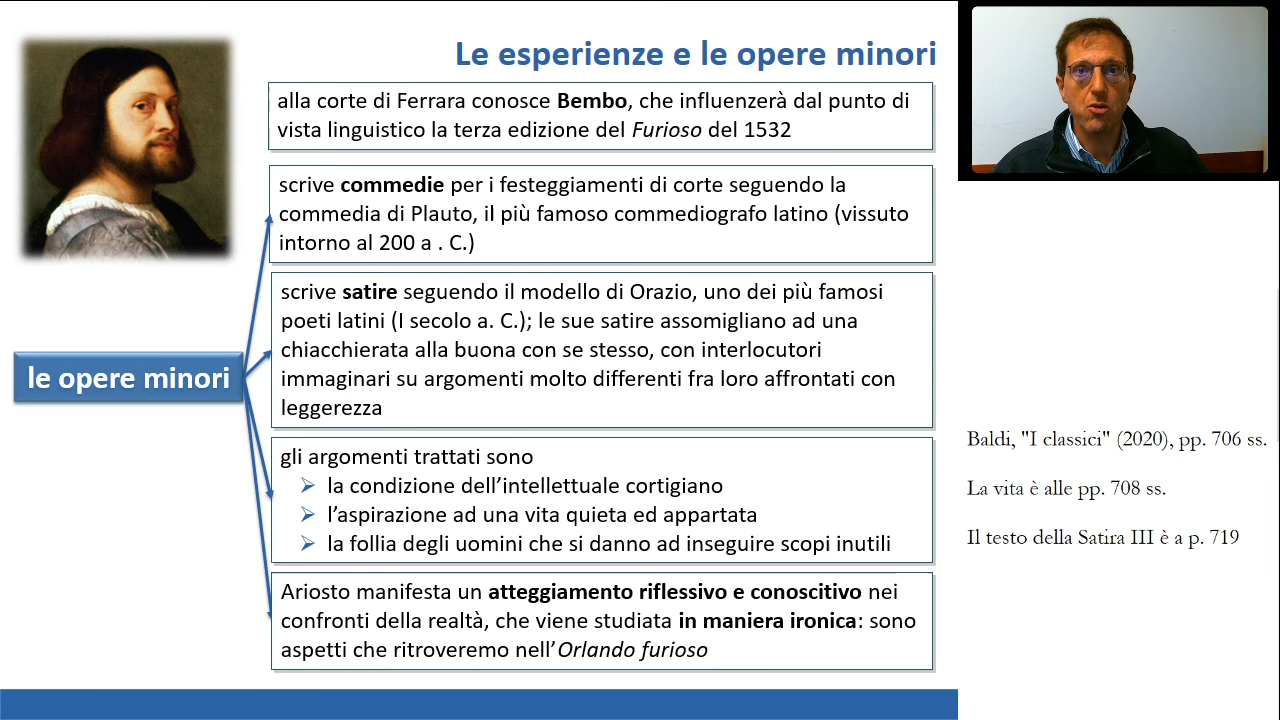 Le esperienze e le opere minori
alla corte di Ferrara conosce Bembo, che influenzerà dal punto di
vista linguistico la terza edizione del Furioso del 1532
scrive commedie per i festeggiamenti di corte seguendo la
commedia di Plauto, il più famoso commediografo latino (vissuto
intorno al 200 a . C.)
scrive satire seguendo il modello di Orazio, uno dei più famosi
poeti latini (I secolo a. C.); le sue satire assomigliano ad una
chiacchierata alla buona con se stesso, con interlocutori
immaginari su argomenti molto differenti fra loro affrontati con
leggerezza
le opere minori
gli argomenti trattati sono
la condizione dell’intellettuale cortigiano
l’aspirazione ad una vita quieta ed appartata
la follia degli uomini che si danno ad inseguire scopi inutili
Ariosto manifesta un atteggiamento riflessivo e conoscitivo nei
confronti della realtà, che viene studiata in maniera ironica: sono
aspetti che ritroveremo nell’Orlando furioso
Baldi, "I classici" (2020), pp. 706 ss.
La vita è alle pp. 708 ss.
Il testo della Satira III è a p. 719